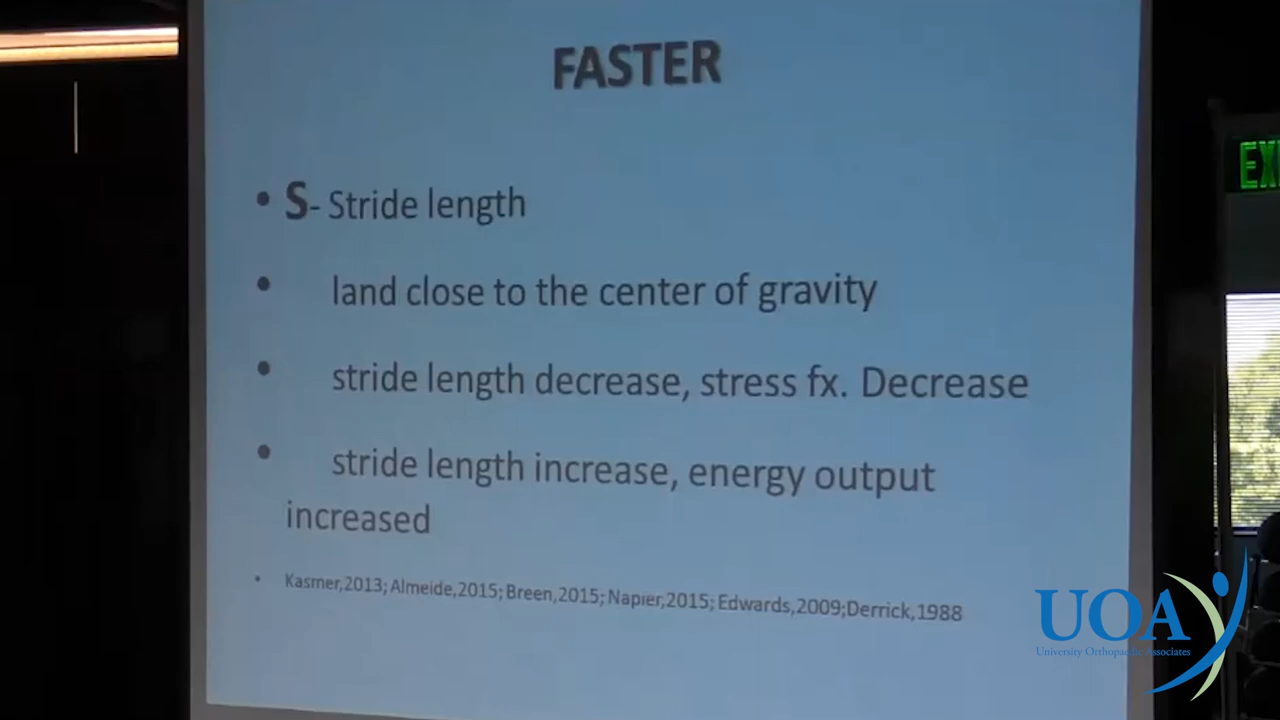 FASTER
• S- Stride length
• land close to the center of gravity
• stride length decrease, stress fx. Decrease
• stride length increase, energy output
increased
• Kasmer,2013; Almeide,2015; Breen,2015; Napier,2015; Edwards,2009;Derrick,1988
EX
UOA
University Orthopaedic Associates